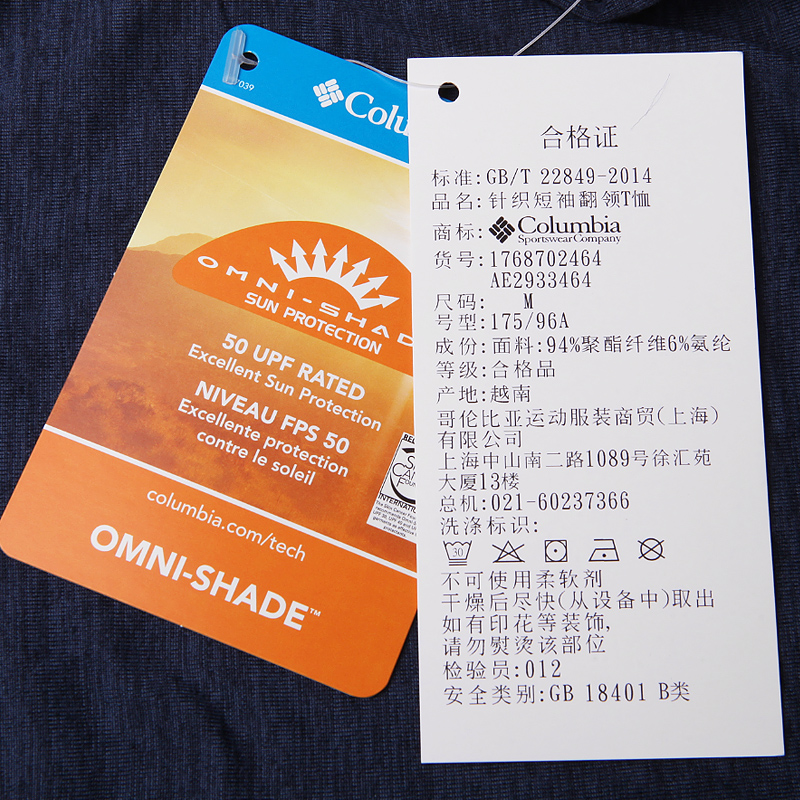 7039
Colu
OMNI-SHAD
SUN PROTECTION
50 UPF RATED
Excellent Sun Protection
NIVEAU FPS 50
Excellente protection
contre le soleil
columbia.com/tech
OMNI-SHADE™
合格证
标准:GB/T 22849-2014
品名:针织短袖翻领T恤
商标:Columbia
Sportswear Company
货号:1768702464
AE2933464
尺码: M
号型:175/96A
成份:面料:94%聚酯纤维6%氨纶
等级:合格品
产地:越南
哥伦比亚运动服装商贸(上海)
有限公司
上海中山南二路1089号徐汇苑
大厦13楼
总机:021-60237366
洗涤标识:
30
不可使用柔软剂
干燥后尽快(从设备中)取出
如有印花等装饰,
请勿熨烫该部位
检验员:012
安全类别:GB 18401 B类